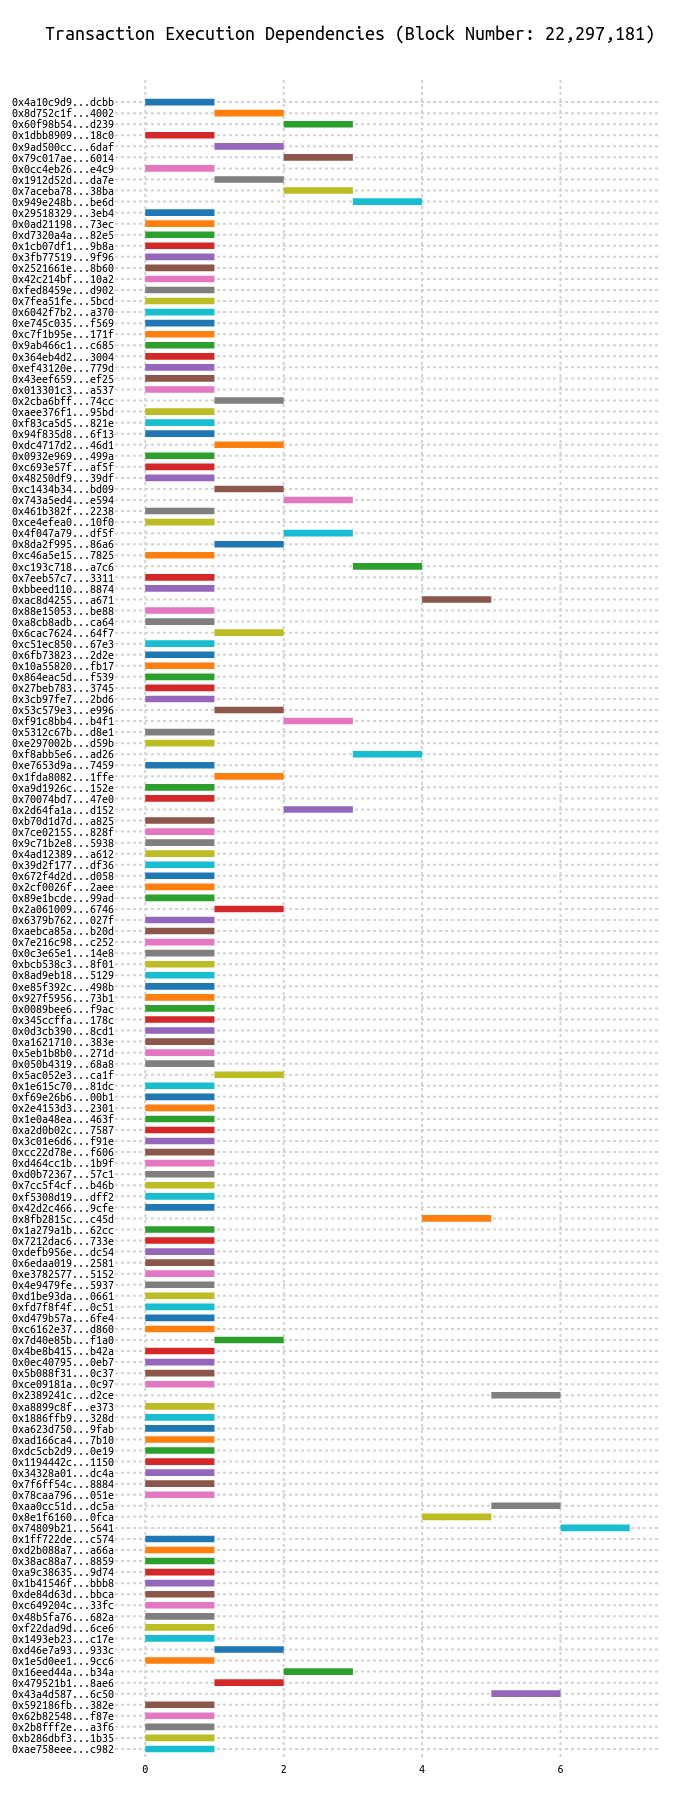 Transaction Execution Dependencies (Block Number: 22,297,181)
0x4a10c9d9...dcbb
0x8d752c1f...4002
0x60f98b54...d239
0x1dbb8909...18c0
0x9ad500cc...6daf
0x79c017ae...6014
0x0cc4eb26...e4c9
0x1912d52d...da7e
0x7aceba78...38ba
0x949e248b...be6d
0x29518329...3eb4
0x0ad21198...73ec
0xd7320a4a...82e5
0x1cb07df1...9b8a
0x3fb77519...9f96
0x2521661e...8b60
0x42c214bf...10a2
0xfed8459e...d902
0x7fea51fe...5bcd
0x6042f7b2...a370
0xe745c035...f569
0xc7f1b95e...171f
0x9ab466c1...c685
0x364eb4d2...3004
0xef43120e...779d
0x43eef659...ef25
0x013301c3...a537
0x2cba6bff...74cc
0xaee376f1...95bd
0xf83ca5d5...821e
0x94f835d8...6f13
0xdc4717d2...46d1
0x0932e969...499a
0xc693e57f...af5f
0x48250df9...39df
0xc1434b34...bd09
0x743a5ed4...e594
0x461b382f...2238
0xce4efea0...10f0
0x4f047a79...df5f
0x8da2f995...86a6
0xc46a5e15...7825
0xc193c718...a7c6
0x7eeb57c7...3311
0xbbeed110...8874
0xac8d4255...a671
0x88e15053...be88
0xa8cb8adb...ca64
0x6cac7624...64f7
0xc51ec850...67e3
0x6fb73823...2d2e
0x10a55820...fb17
0x864eac5d...f539
0x27beb783...3745
0x3cb97fe7...2bd6
0x53c579e3...e996
0xf91c8bb4...b4f1
0x5312c67b...d8e1
0xe297002b...d59b
0xf8abb5e6...ad26
0xe7653d9a...7459
0x1fda8082...1ffe
0xa9d1926c...152e
0x70074bd7...47e0
0x2d64fa1a...d152
0xb70d1d7d...a825
0x7ce02155...828f
0x9c71b2e8...5938
0x4ad12389...a612
0x39d2f177...df36
0x672f4d2d...d058
0x2cf0026f...2aee
0x89e1bcde...99ad
0x2a061009...6746
0x6379b762...027f
0xaebca85a...b20d
0x7e216c98...c252
0x0c3e65e1...14e8
0xbcb538c3...8f01
0x8ad9eb18...5129
0xe85f392c...498b
0x927f5956...73b1
0x0089bee6...f9ac
0x345ccffa...178c
0x0d3cb390...8cd1
0xa1621710...383e
0x5eb1b8b0...271d
0x050b4319...68a8
0x5ac052e3...ca1f
0x1e615c70...81dc
0xf69e26b6...00b1
0x2e4153d3...2301
0x1e0a48ea...463f
0xa2d0b02c...7587
0x3c01e6d6...f91e
0xcc22d78e...f606
0xd464cc1b...1b9f
0xd0b72367...57c1
0x7cc5f4cf...b46b
0xf5308d19...dff2
0x42d2c466...9cfe
0x8fb2815c...c45d
0x1a279a1b...62cc
0x7212dac6...733e
0xdefb956e...dc54
0x6edaa019...2581
0xe3782577...5152
0x4e9479fe...5937
0xd1be93da...0661
0xfd7f8f4f...0c51
0xd479b57a...6fe4
0xc6162e37...d860
0x7d40e85b...f1a0
0x4be8b415...b42a
0x0ec40795...0eb7
0x5b088f31...0c37
0xce09181a...0c97
0x2389241c...d2ce
0xa8899c8f...e373
0x1886ffb9...328d
0xa623d750...9fab
0xad166ca4...7b10
0xdc5cb2d9...0e19
0x1194442c...1150
0x34328a01...dc4a
0x7f6ff54c...8884
0x78caa796...051e
0xaa0cc51d...dc5a
0x8e1f6160...0fca
0x74809b21...5641
0x1ff722de...c574
0xd2b088a7...a66a
0x38ac88a7...8859
0xa9c38635...9d74
0x1b41546f...bbb8
0xde84d63d...bbca
0xc649204c...33fc
0x48b5fa76...682a
0xf22dad9d...6ce6
0x1493eb23...c17e
0xd46e7a93...933c
0x1e5d0ee1...9cc6
0x16eed44a...b34a
0x479521b1...8ae6
0x43a4d587...6c50
0x592186fb...382e
0x62b82548...f87e
0x2b8fff2e...a3f6
0xb286dbf3...1b35
0xae758eee...c982
0 2 4 6